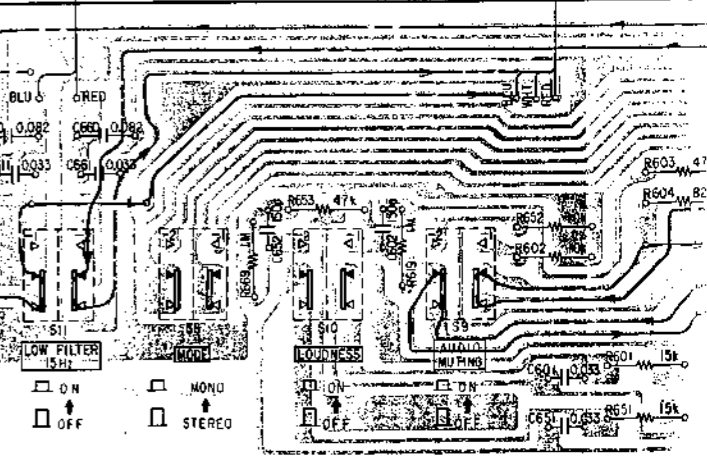 BLU
RED
0.082
C660
0.082
0.033
C661
0.033
R603
47
R604
82
R653
47k
R652
R602
R669
C652
R619
S11
S10
S9
LOW FILTER
15Hz
MODE
LOUDNESS
AUDIO
MUTING
ON
OFF
MONO
STEREO
ON
OFF
ON
OFF
C601
0.033
R601
15k
C651
0.033
R651
15k